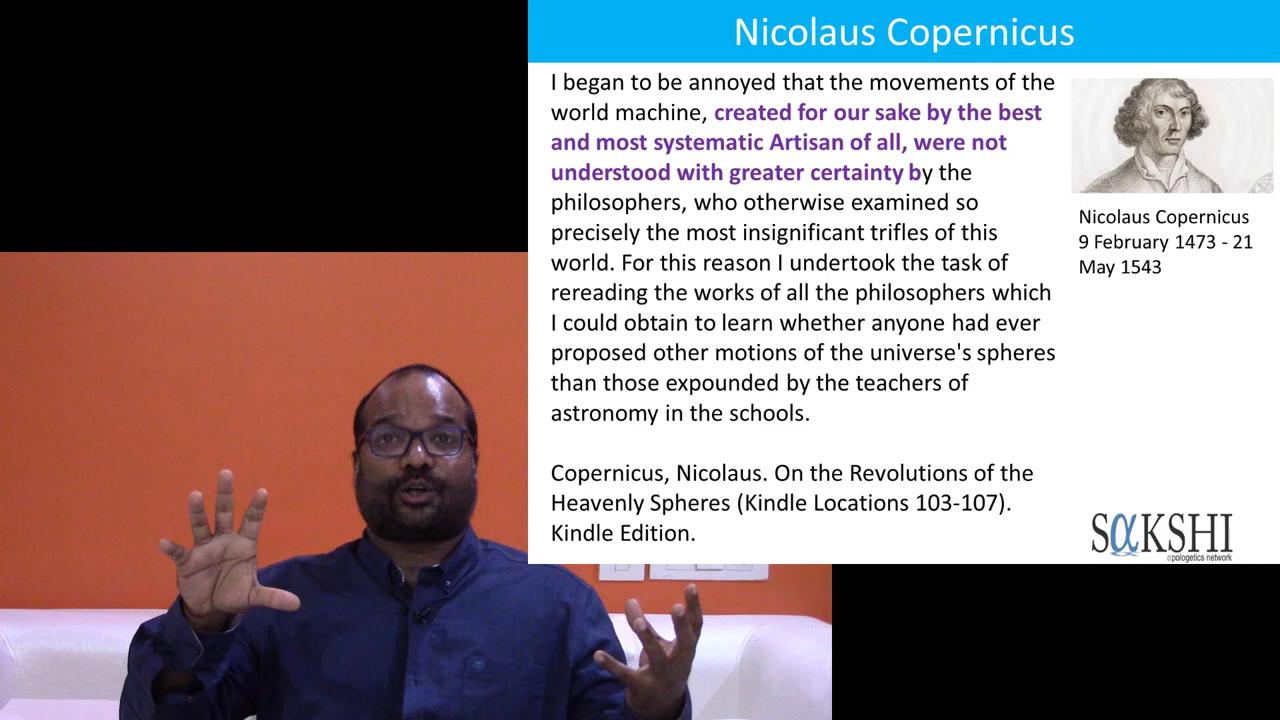 Nicolaus Copernicus
I began to be annoyed that the movements of the
world machine, created for our sake by the best
and most systematic Artisan of all, were not
understood with greater certainty by the
philosophers, who otherwise examined so
precisely the most insignificant trifles of this
world. For this reason I undertook the task of
rereading the works of all the philosophers which
I could obtain to learn whether anyone had ever
proposed other motions of the universe's spheres
than those expounded by the teachers of
astronomy in the schools.
Copernicus, Nicolaus. On the Revolutions of the
Heavenly Spheres (Kindle Locations 103-107).
Kindle Edition.
Nicolaus Copernicus
9 February 1473 - 21
May 1543
SαKSHI
αpologetics network